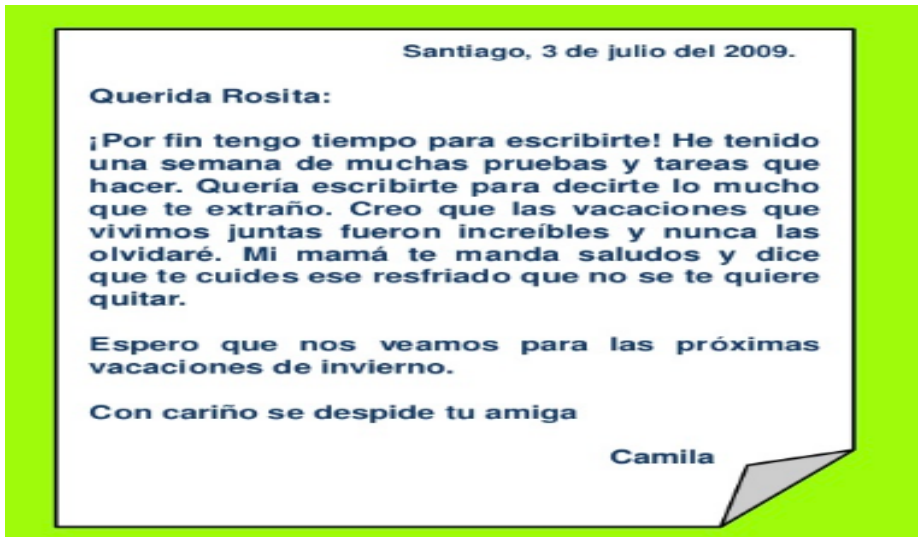 Santiago, 3 de julio del 2009.
Querida Rosita:
¡Por fin tengo tiempo para escribirte! He tenido
una semana de muchas pruebas y tareas que
hacer. Quería escribirte para decirte lo mucho
que te extraño. Creo que las vacaciones que
vivimos juntas fueron increíbles y nunca las
olvidaré. Mi mamá te manda saludos y dice
que te cuides ese resfriado que no se te quiere
quitar.
Espero que nos veamos para las próximas
vacaciones de invierno.
Con cariño se despide tu amiga
Camila